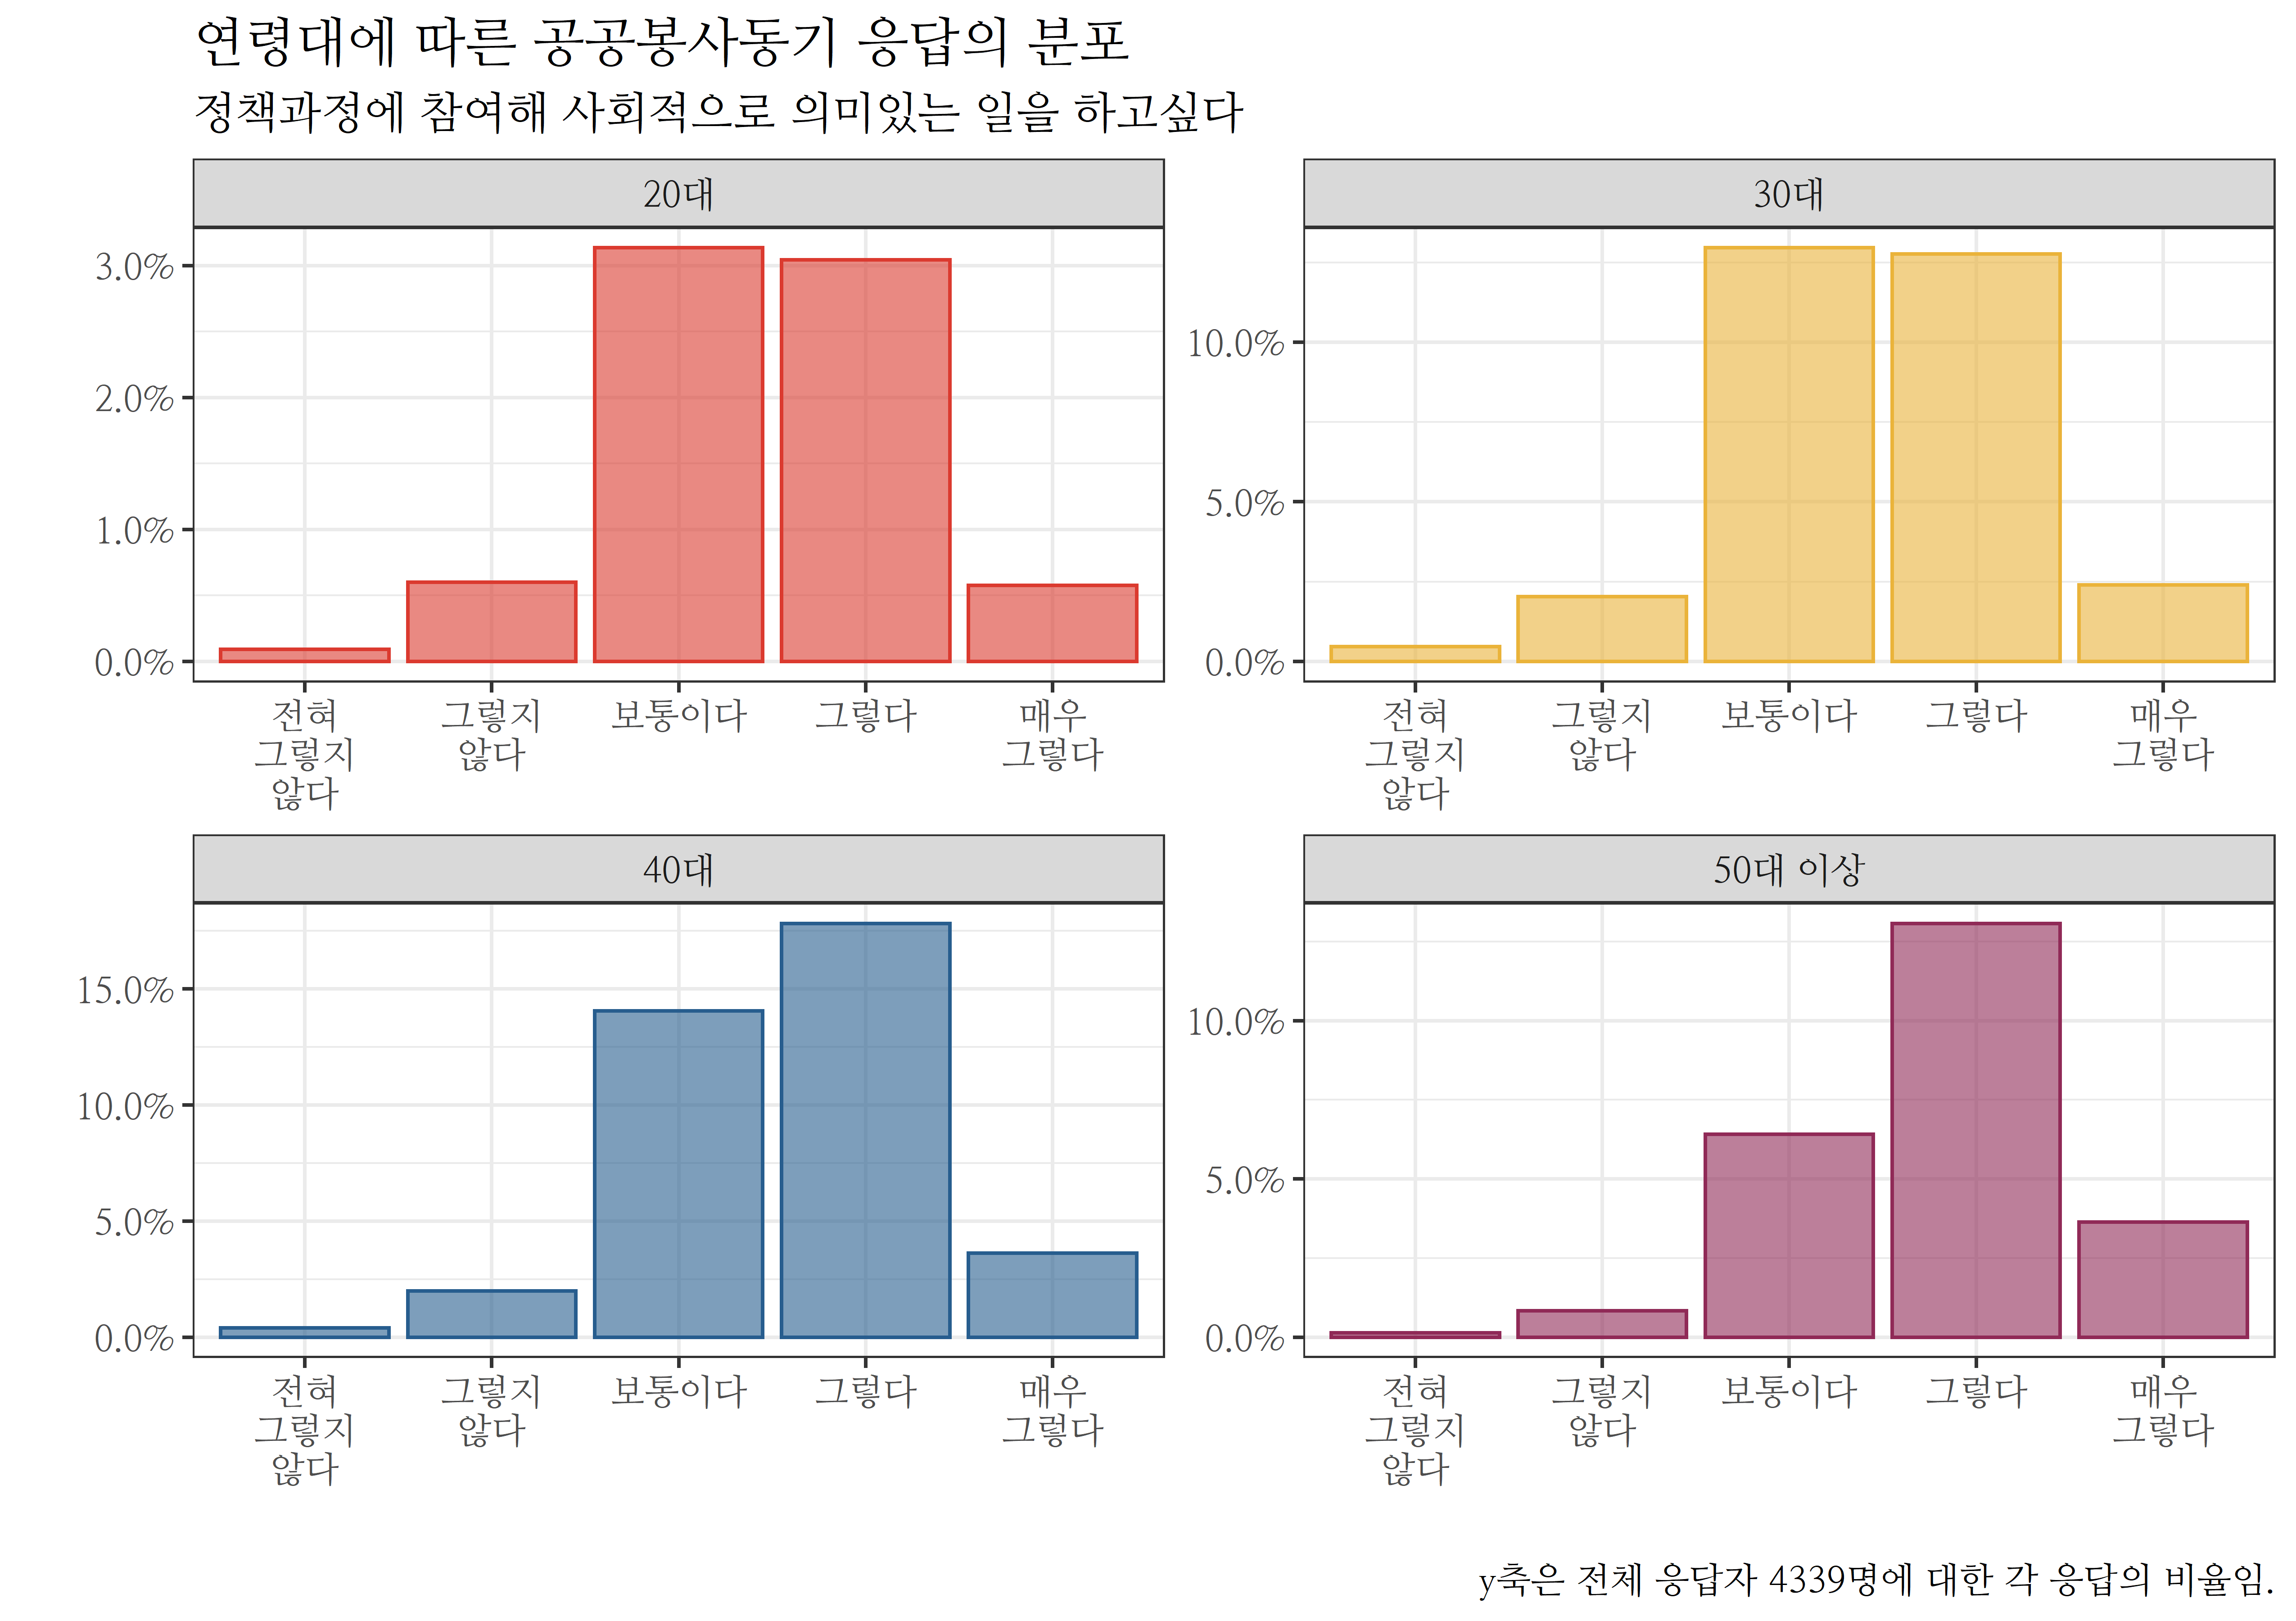 연령대에 따른 공공봉사동기 응답의 분포
정책과정에 참여해 사회적으로 의미있는 일을 하고싶다
20대
3.0%
2.0%
1.0%
0.0%
전혀
그렇지
않다
그렇지
않다
보통이다
그렇다
매우
그렇다
30대
10.0%
5.0%
0.0%
전혀
그렇지
않다
그렇지
않다
보통이다
그렇다
매우
그렇다
40대
15.0%
10.0%
5.0%
0.0%
전혀
그렇지
않다
그렇지
않다
보통이다
그렇다
매우
그렇다
50대 이상
10.0%
5.0%
0.0%
전혀
그렇지
않다
그렇지
않다
보통이다
그렇다
매우
그렇다
y축은 전체 응답자 4339명에 대한 각 응답의 비율임.